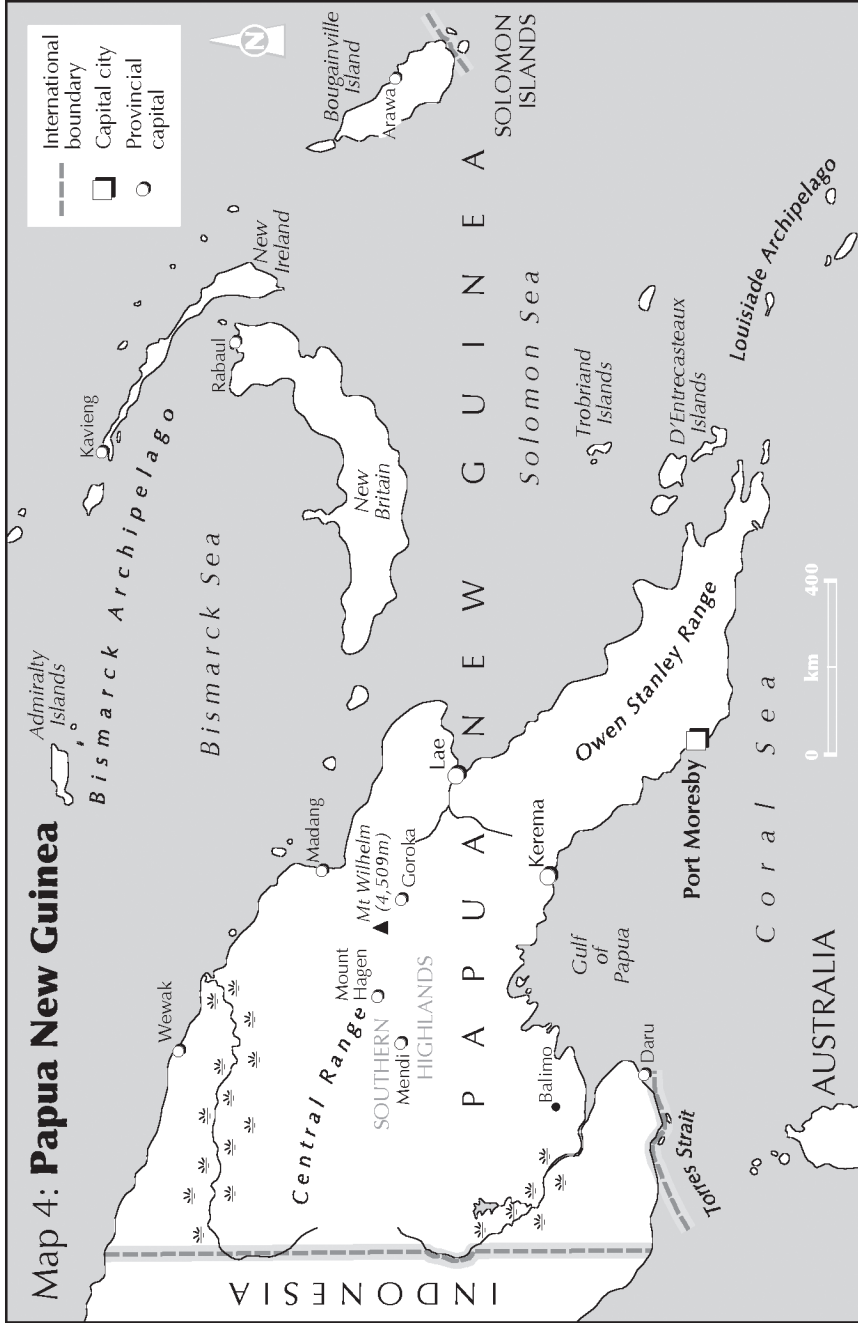 Map 4: Papua New Guinea
International
boundary
Capital city
Provincial
capital
N
Admiralty
Islands
Bismarck Archipelago
Kavieng
New
Ireland
Bismarck Sea
Rabaul
New
Britain
Bougainville
Island
Arawa
SOLOMON
ISLANDS
Wewak
Madang
Mt Wilhelm
(4,509m)
Goroka
Mount
Hagen
Central Range
SOUTHERN
HIGHLANDS
Mendi
Lae
PAPUA NEW GUINEA
Solomon Sea
INDONESIA
Kerema
Balimo
Gulf
of
Papua
Daru
Torres Strait
Owen Stanley Range
Trobriand
Islands
D'Entrecasteaux
Islands
Louisiade Archipelago
Port Moresby
Coral Sea
AUSTRALIA
0 km 400